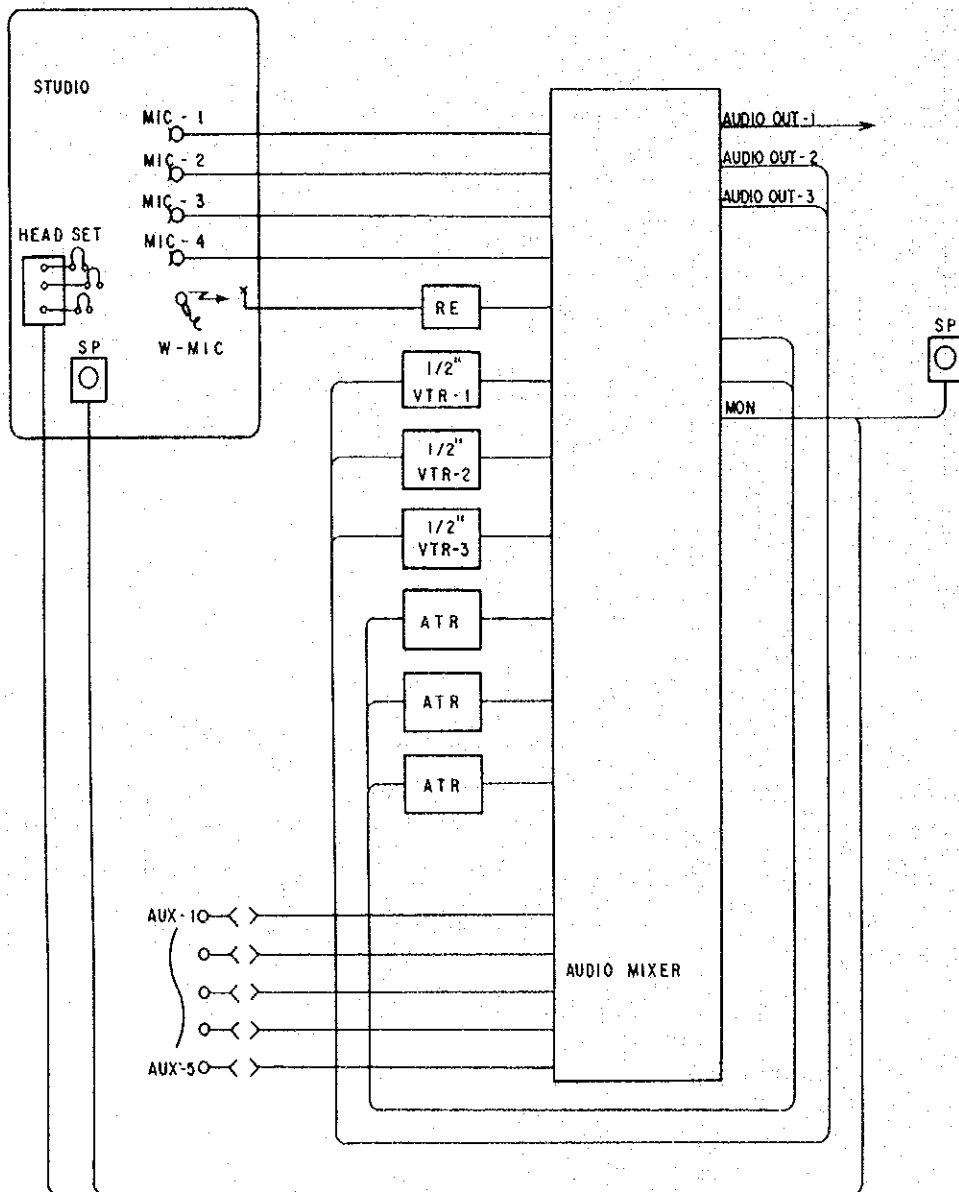 STUDIO
MIC - 1
MIC - 2
MIC - 3
MIC - 4
HEAD SET
W-MIC
SP
RE
1/2"
VTR-1
1/2"
VTR-2
1/2"
VTR-3
ATR
ATR
ATR
AUX-1
AUX-5
AUDIO MIXER
AUDIO OUT-1
AUDIO OUT-2
AUDIO OUT-3
MON
SP